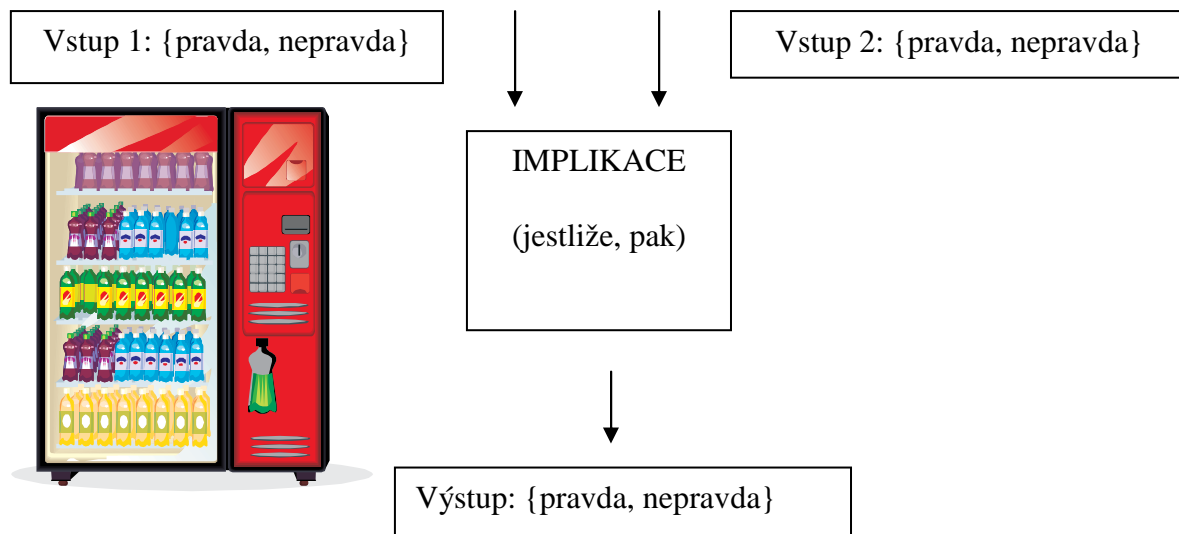 Vstup 1: {pravda, nepravda}
Vstup 2: {pravda, nepravda}
IMPLIKACE
(jestliže, pak)
Výstup: {pravda, nepravda}